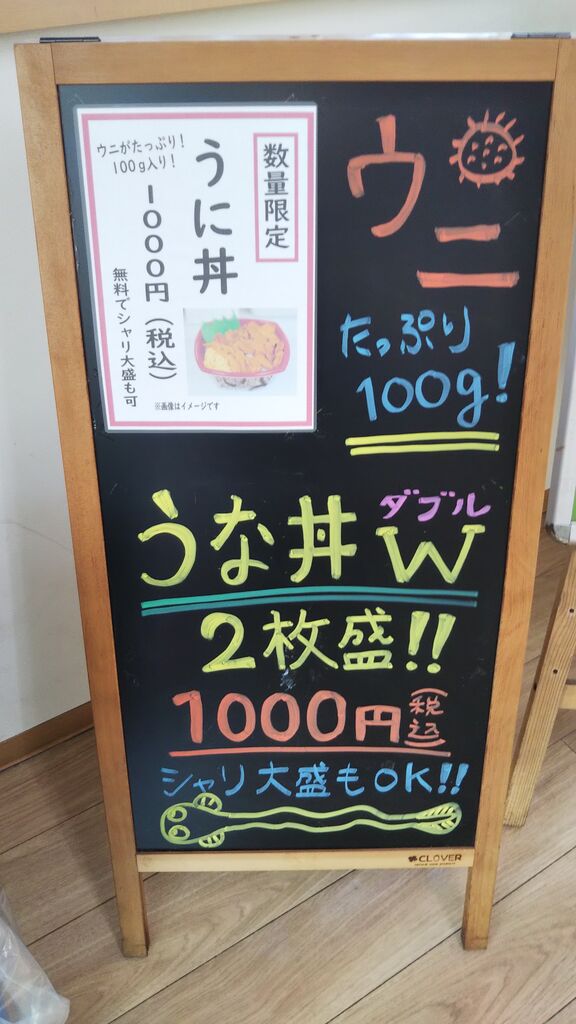 数量限定
うに丼
ウニがたっぷり!
100g入り!
1000円(税込)
無料でシャリ大盛も可
※画像はイメージです
ウニ
たっぷり
100g!
ダブル
うな丼W
2枚盛!!
1000円(税込)
シャリ大盛もOK!!
CLOVER